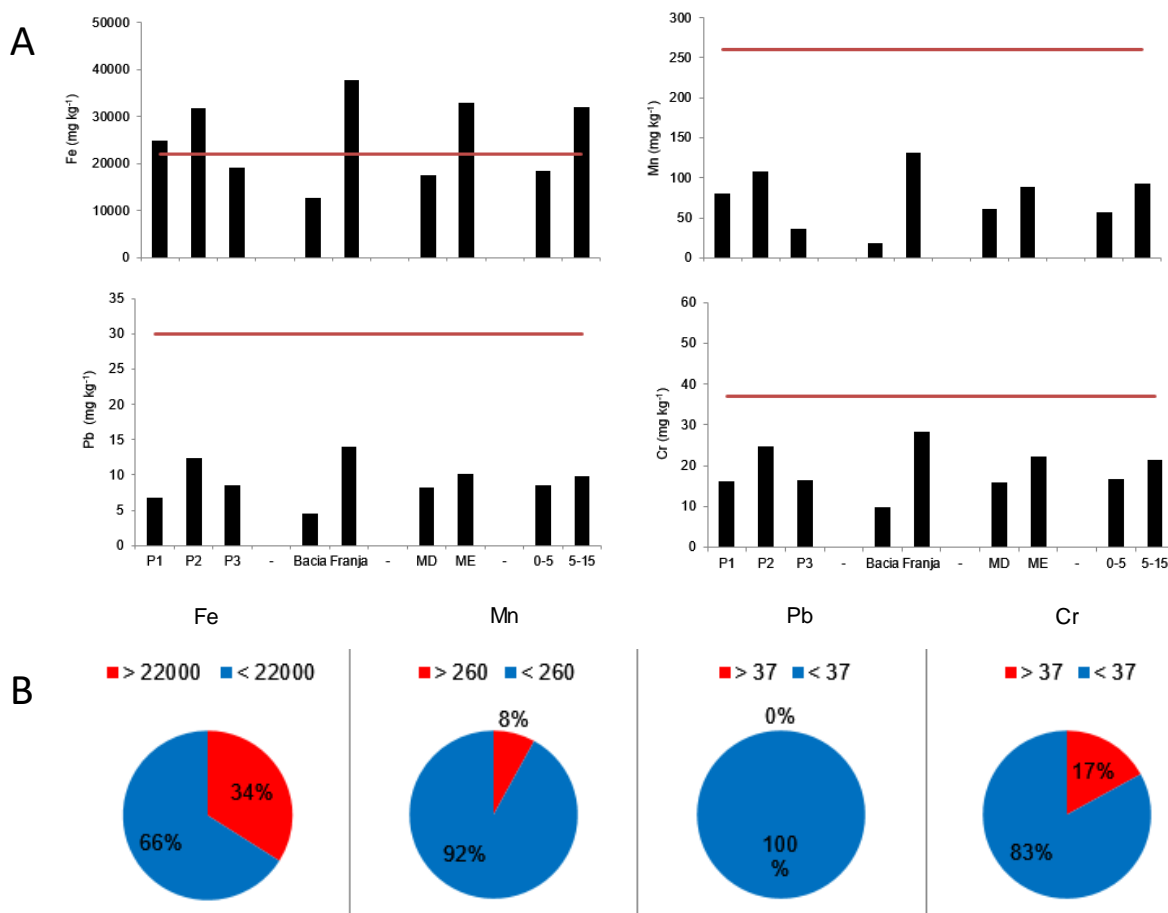 A
Fe (mg kg-1)
50000
40000
30000
20000
10000
0
Mn (mg kg-1)
300
250
200
150
100
50
0
Pb (mg kg-1)
35
30
25
20
15
10
5
0
P1 P2 P3 - Bacia Franja - MD ME - 0-5 5-15
Cr (mg kg-1)
60
50
40
30
20
10
0
P1 P2 P3 - Bacia Franja - MD ME - 0-5 5-15
Fe Mn Pb Cr
B
> 22000 < 22000
34%
66%
> 260 < 260
8%
92%
> 37 < 37
0%
100
%
> 37 < 37
17%
83%